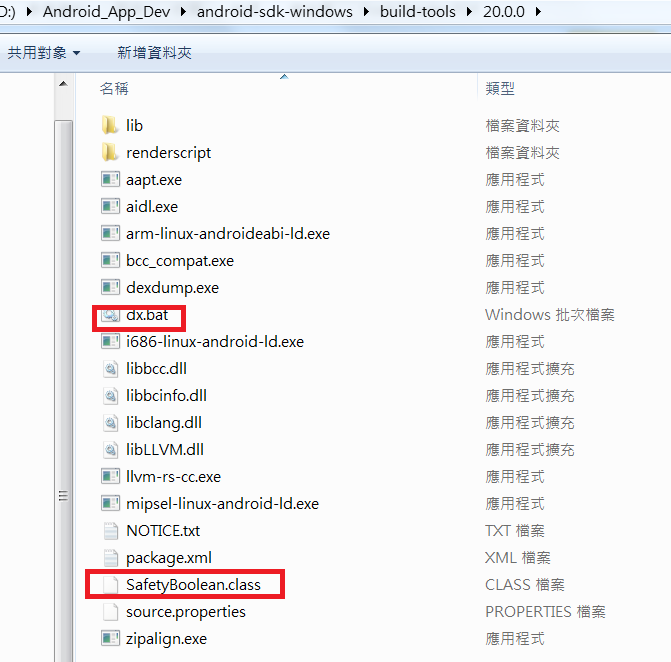 D:) ▸ Android_App_Dev ▸ android-sdk-windows ▸ build-tools ▸ 20.0.0 ▸
共用對象 新增資料夾
名稱 類型
lib 檔案資料夾
renderscript 檔案資料夾
aapt.exe 應用程式
aidl.exe 應用程式
arm-linux-androideabi-ld.exe 應用程式
bcc_compat.exe 應用程式
dexdump.exe 應用程式
dx.bat Windows 批次檔案
i686-linux-android-ld.exe 應用程式
libbcc.dll 應用程式擴充
libbcinfo.dll 應用程式擴充
libclang.dll 應用程式擴充
libLLVM.dll 應用程式擴充
llvm-rs-cc.exe 應用程式
mipsel-linux-android-ld.exe 應用程式
NOTICE.txt TXT 檔案
package.xml XML 檔案
SafetyBoolean.class CLASS 檔案
source.properties PROPERTIES 檔案
zipalign.exe 應用程式